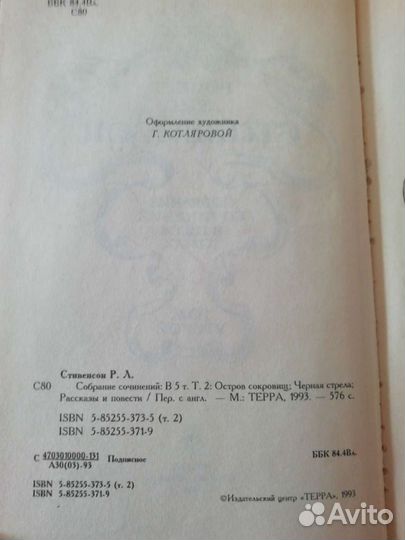 ББК 84.4Вл.
С80
Оформление художника
Г. КОТЛЯРОВОЙ
Стивенсон Р. Л.
С80 Собрание сочинений: В 5 т. Т. 2: Остров сокровищ; Черная стрела;
Рассказы и повести / Пер. с англ. — М.: ТЕРРА, 1993. — 576 с.
ISBN 5-85255-373-5 (т. 2)
ISBN 5-85255-371-9
С 4703010000-131 Подписное ББК 84.4Вл.
А30(03)-93
ISBN 5-85255-373-5 (т. 2)
ISBN 5-85255-371-9
©Издательский центр «ТЕРРА», 1993
Avito